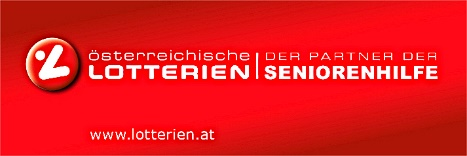 österreichische | DER PARTNER DER
LOTTERIEN | SENIORENHILFE
www.lotterien.at